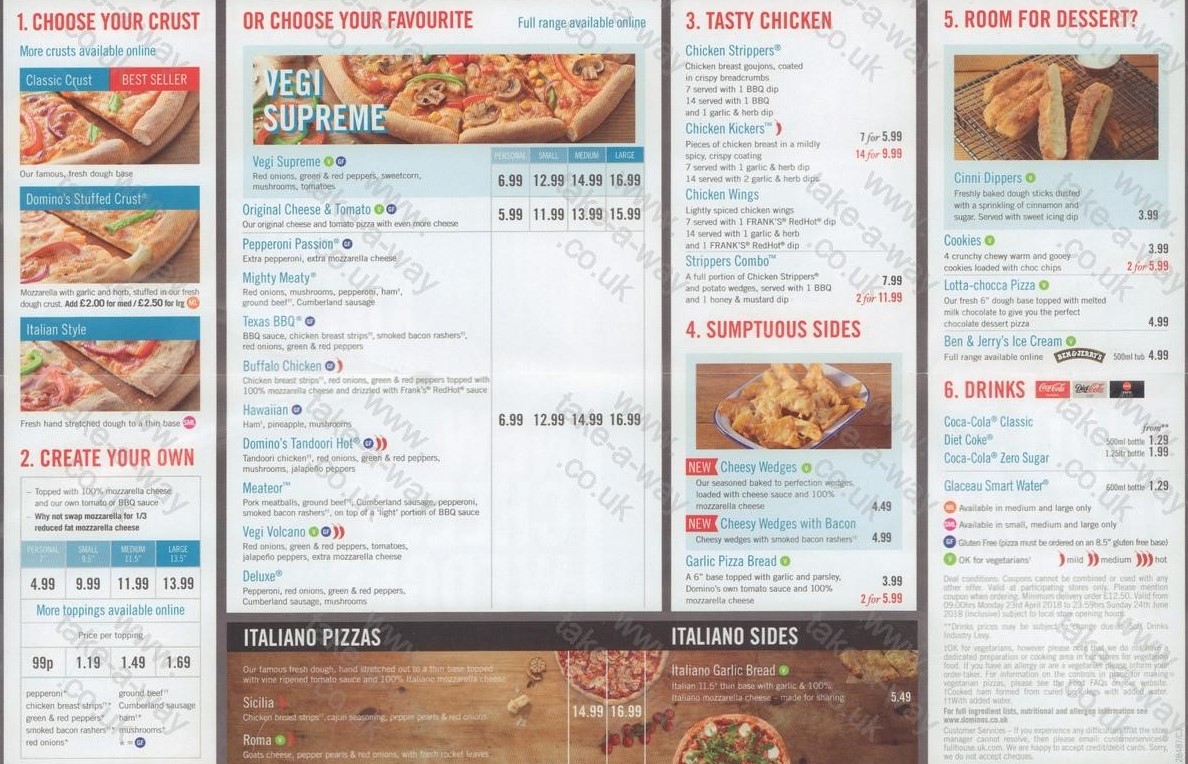 1. CHOOSE YOUR CRUST
More crusts available online
Classic Crust
BEST SELLER
Our famous, fresh dough base
Domino's Stuffed Crust®
Mozzarella with garlic and herb, stuffed in our fresh
dough crust. Add £2.00 for med / £2.50 for lrg ML
Italian Style
Fresh hand stretched dough to a thin base SML
2. CREATE YOUR OWN
– Topped with 100% mozzarella cheese
and our own tomato or BBQ sauce
– Why not swap mozzarella for 1/3
reduced fat mozzarella cheese
PERSONAL SMALL MEDIUM LARGE
7" 9.5" 11.5" 13.5"
4.99 9.99 11.99 13.99
More toppings available online
Price per topping
99p 1.19 1.49 1.69
peperoni*
chicken breast strips*
green & red peppers*
smoked bacon rashers*
red onions*
ground beef††
Cumberland sausage
ham†*
* = GF
OR CHOOSE YOUR FAVOURITE
Full range available online
VEGI
SUPREME
PERSONAL SMALL MEDIUM LARGE
Vegi Supreme V GF
Red onions, green & red peppers, sweetcorn,
mushrooms, tomatoes
6.99 12.99 14.99 16.99
Original Cheese & Tomato V GF
Our original cheese and tomato pizza with even more cheese
5.99 11.99 13.99 15.99
Pepperoni Passion® GF
Extra pepperoni, extra mozzarella cheese
Mighty Meaty®
Red onions, mushrooms, pepperoni, ham†,
ground beef††, Cumberland sausage
Texas BBQ® GF
BBQ sauce, chicken breast strips††, smoked bacon rashers††,
red onions, green & red peppers
Buffalo Chicken GF
Chicken breast strips††, red onions, green & red peppers topped with
100% mozzarella cheese and drizzled with Frank's® RedHot® sauce
Hawaiian GF
Ham†, pineapple, mushrooms
6.99 12.99 14.99 16.99
Domino's Tandoori Hot® GF
Tandoori chicken††, red onions, green & red peppers,
mushrooms, jalapeño peppers
Meateor™
Pork meatballs, ground beef††, Cumberland sausage, pepperoni,
smoked bacon rashers††, on top of a 'light' portion of BBQ sauce
Vegi Volcano V GF
Red onions, green & red peppers, tomatoes,
jalapeño peppers, extra mozzarella cheese
Deluxe®
Pepperoni, red onions, green & red peppers,
Cumberland sausage, mushrooms
ITALIANO PIZZAS
Our famous fresh dough, hand stretched out to a thin base topped
with vine ripened tomato sauce and 100% Italiano mozzarella cheese
Sicilia
Chicken breast strips††, cajun seasoning, pepper pearls & red onions
14.99 16.99
Roma V
Goats cheese, pepper pearls & red onions, with fresh rocket leaves
3. TASTY CHICKEN
Chicken Strippers®
Chicken breast goujons, coated
in crispy breadcrumbs
7 served with 1 BBQ dip
14 served with 1 BBQ
and 1 garlic & herb dip
Chicken Kickers™
Pieces of chicken breast in a mildly
spicy, crispy coating
7 served with 1 garlic & herb dip
14 served with 2 garlic & herb dips
7 for 5.99
14 for 9.99
Chicken Wings
Lightly spiced chicken wings
7 served with 1 FRANK'S® RedHot® dip
14 served with 1 garlic & herb
and 1 FRANK'S® RedHot® dip
Strippers Combo™
A full portion of Chicken Strippers®
and potato wedges, served with 1 BBQ
and 1 honey & mustard dip
7.99
2 for 11.99
4. SUMPTUOUS SIDES
NEW Cheesy Wedges V
Our seasoned baked to perfection wedges,
loaded with cheese sauce and 100%
mozzarella cheese
4.49
NEW Cheesy Wedges with Bacon
Cheesy wedges with smoked bacon rashers††
4.99
Garlic Pizza Bread V
A 6" base topped with garlic and parsley,
Domino's own tomato sauce and 100%
mozzarella cheese
3.99
2 for 5.99
ITALIANO SIDES
Italiano Garlic Bread V
Italian 11.5" thin base with garlic & 100%
Italiano mozzarella cheese – made for sharing
5.49
5. ROOM FOR DESSERT?
Cinni Dippers V
Freshly baked dough sticks dusted
with a sprinkling of cinnamon and
sugar. Served with sweet icing dip
3.99
Cookies V
4 crunchy chewy warm and gooey
cookies loaded with choc chips
3.99
2 for 5.99
Lotta-chocca Pizza V
Our fresh 6" dough base topped with melted
milk chocolate to give you the perfect
chocolate dessert pizza
4.99
Ben & Jerry's Ice Cream V
Full range available online BEN & JERRY'S 500ml tub 4.99
6. DRINKS
Coca-Cola Diet Coke
Coca-Cola® Classic
Diet Coke®
Coca-Cola® Zero Sugar
from**
500ml bottle 1.29
1.25ltr bottle 1.99
Glaceau Smart Water® 600ml bottle 1.29
ML Available in medium and large only
SML Available in small, medium and large only
GF Gluten Free (pizza must be ordered on an 8.5" gluten free base)
V OK for vegetarians‡ mild medium hot
Deal conditions: Coupons cannot be combined or used with any
other offer. Valid at participating stores only. Please mention
coupon when ordering. Minimum delivery order £12.50. Valid from
09:00hrs Monday 23rd April 2018 to 23:59hrs Sunday 24th June
2018 (inclusive) subject to local store opening hours.
**Drinks prices may be subject to change due to Soft Drinks
Industry Levy.
‡OK for vegetarians, however please note that we do not have a
dedicated preparation or cooking area in our stores for vegetarian
food. If you have an allergy or are a vegetarian please inform your
order-taker. For information on the controls in place for making
vegetarian pizzas, please see the Food FAQs on our website.
†Cooked ham formed from cured pork legs with added water.
††With added water.
For full ingredient lists, nutritional and allergen information see
www.dominos.co.uk
Customer Services – If you experience any difficulties that the store
manager cannot resolve, then please email: customerservices@
fullhouse.uk.com. We are happy to accept credit/debit cards. Sorry,
we do not accept cheques.
www.take-a-way.co.uk